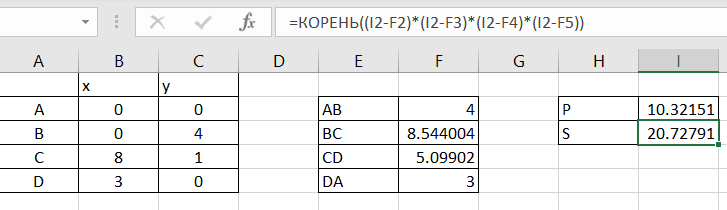 fx =КОРЕНЬ((I2-F2)*(I2-F3)*(I2-F4)*(I2-F5))
A B C D E F G H I
x y
A 0 0 AB 4 P 10.32151
B 0 4 BC 8.544004 S 20.72791
C 8 1 CD 5.09902
D 3 0 DA 3